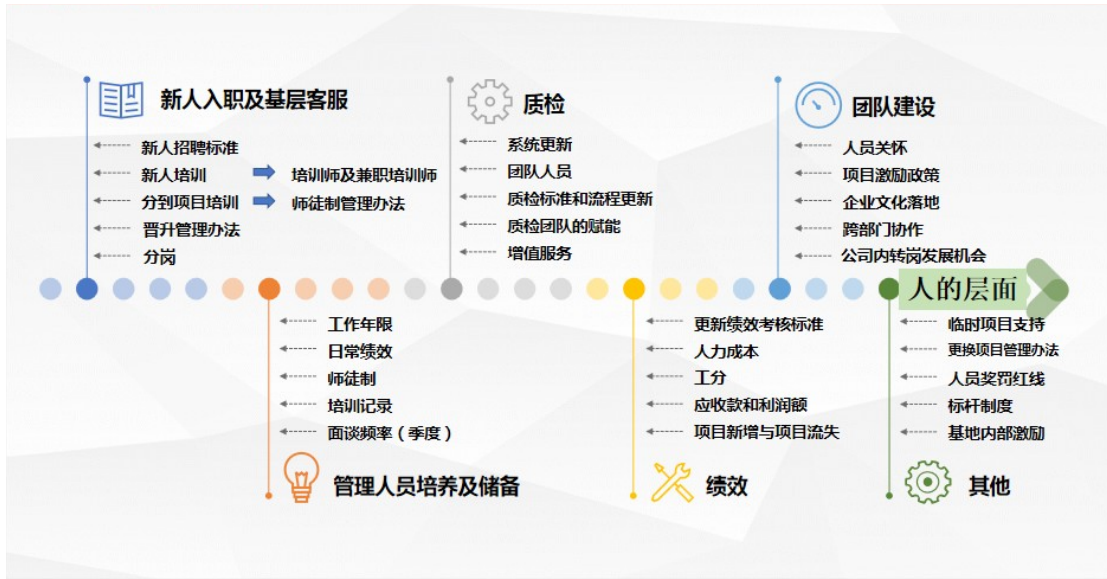 新人入职及基层客服
新人招聘标准
新人培训 培训师及兼职培训师
分到项目培训 师徒制管理办法
晋升管理办法
分岗
质检
系统更新
团队人员
质检标准和流程更新
质检团队的赋能
增值服务
团队建设
人员关怀
项目激励政策
企业文化落地
跨部门协作
公司内转岗发展机会
人的层面
工作年限
日常绩效
师徒制
培训记录
面谈频率（季度）
管理人员培养及储备
更新绩效考核标准
人力成本
工分
应收款和利润额
项目新增与项目流失
绩效
临时项目支持
更换项目管理办法
人员奖罚红线
标杆制度
基地内部激励
其他